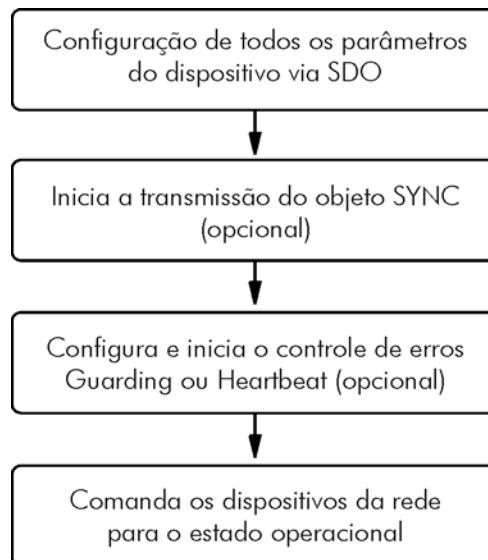 Configuração de todos os parâmetros
do dispositivo via SDO
Inicia a transmissão do objeto SYNC
(opcional)
Configura e inicia o controle de erros
Guarding ou Heartbeat (opcional)
Comanda os dispositivos da rede
para o estado operacional